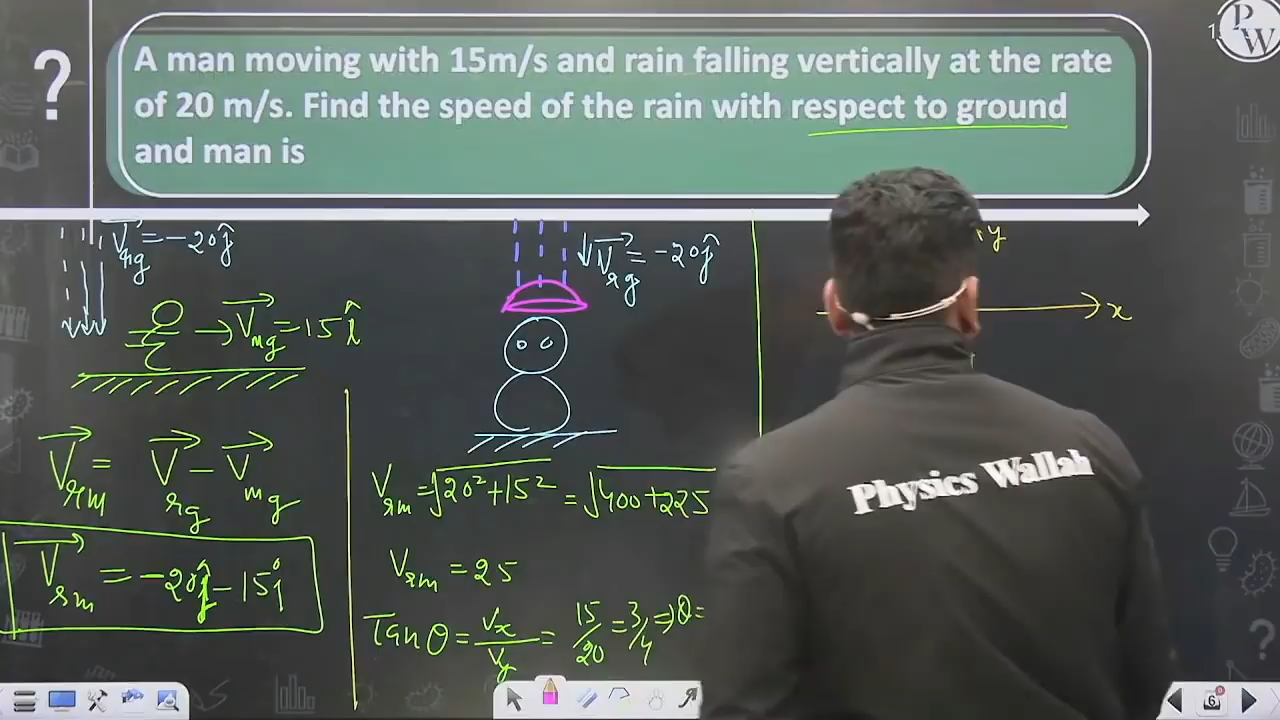 ?
A man moving with 15m/s and rain falling vertically at the rate
of 20 m/s. Find the speed of the rain with respect to ground
and man is
P
W
V⃗rg = -20ĵ
V⃗mg = 15î
V⃗rm = V⃗rg - V⃗mg
V⃗rm = -20ĵ - 15î
V⃗rg = -20ĵ
Vrm = √20² + 15² = √400 + 225
Vrm = 25
Tan θ = Vx/Vy = 15/20 = 3/4 ⇒ θ =
y
x
Physics Wallah
6